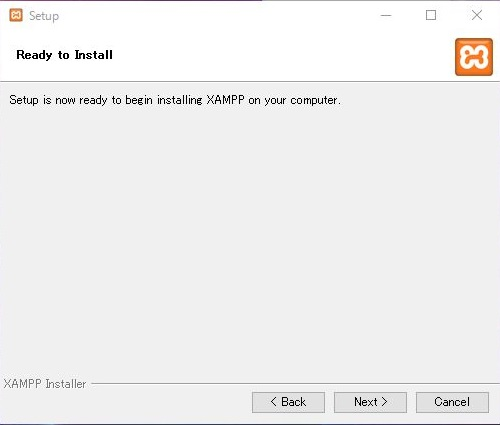 Setup
Ready to Install
Setup is now ready to begin installing XAMPP on your computer.
XAMPP Installer
< Back
Next >
Cancel